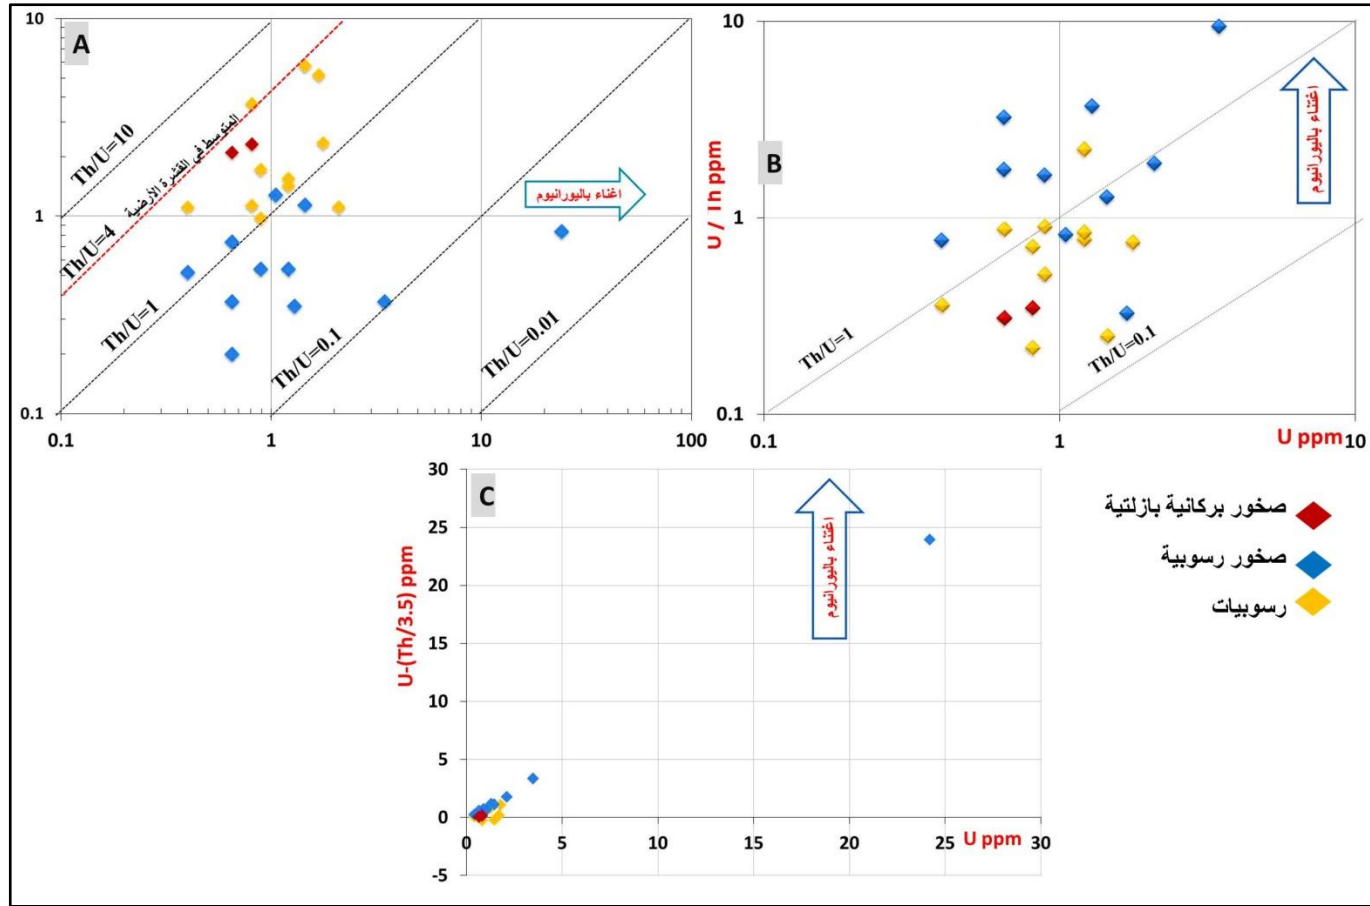 A
10
1
0.1
0.1
1
10
100
Th/U=10
المتوسط في القشرة الأرضية
Th/U=4
Th/U=1
Th/U=0.1
Th/U=0.01
اغناء باليورانيوم
B
10
1
0.1
0.1
1
U ppm
10
U / Th ppm
Th/U=1
Th/U=0.1
اغتناء باليورانيوم
C
30
25
20
15
10
5
0
-5
0
5
10
15
20
25
30
U-(Th/3.5) ppm
U ppm
اغتناء باليورانيوم
صخور بركانية بازلتية
صخور رسوبية
رسوبيات